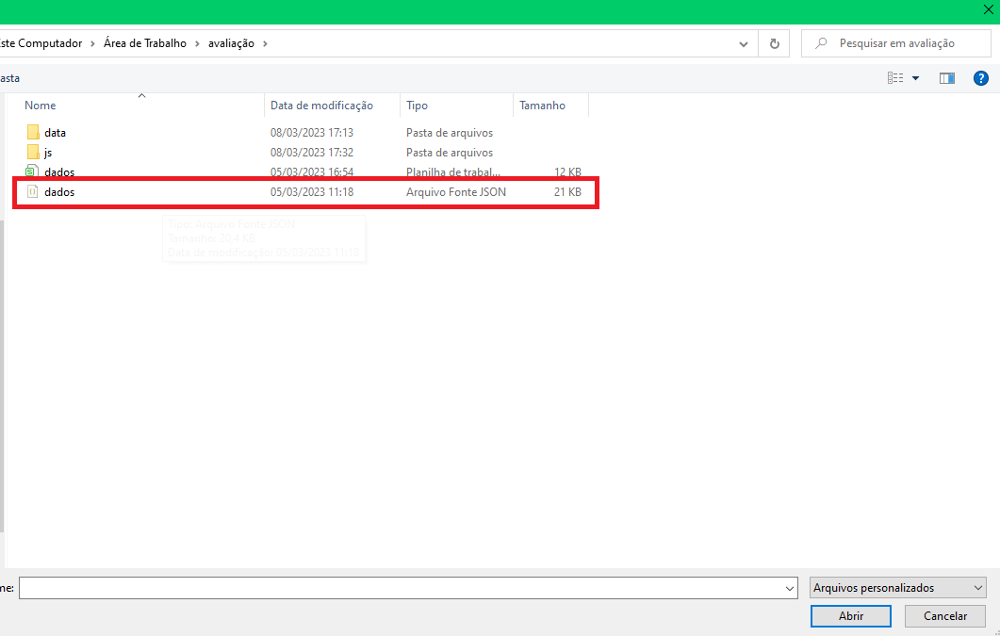 ste Computador > Área de Trabalho > avaliação >
Pesquisar em avaliação
asta
?
Nome Data de modificação Tipo Tamanho
data 08/03/2023 17:13 Pasta de arquivos
js 08/03/2023 17:32 Pasta de arquivos
dados 05/03/2023 16:54 Planilha de trabal... 12 KB
dados 05/03/2023 11:18 Arquivo Fonte JSON 21 KB
Tipo: Arquivo Fonte JSON
Tamanho: 20,4 KB
Data de modificação: 05/03/2023 11:18
me:
Arquivos personalizados
Abrir Cancelar